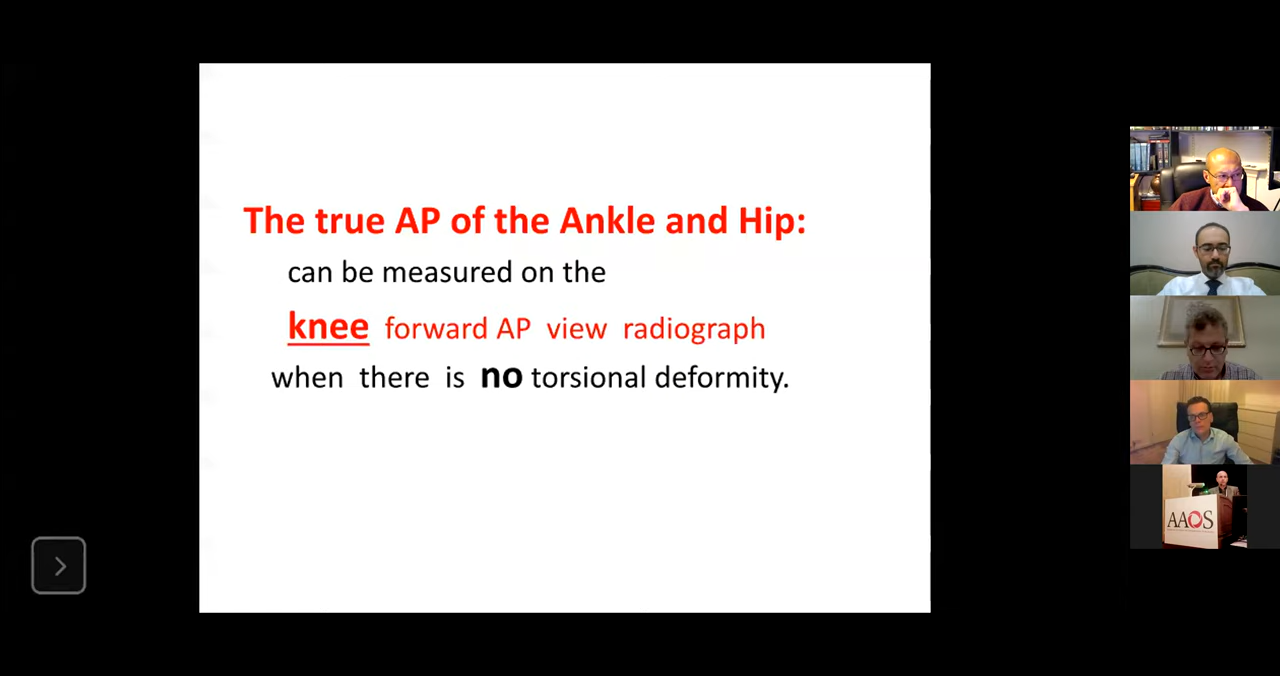 The true AP of the Ankle and Hip:
can be measured on the
knee forward AP view radiograph
when there is no torsional deformity.
AAOS